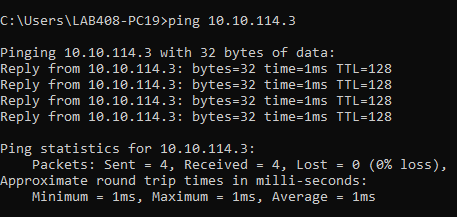 C:\Users\LAB408-PC19>ping 10.10.114.3
Pinging 10.10.114.3 with 32 bytes of data:
Reply from 10.10.114.3: bytes=32 time=1ms TTL=128
Reply from 10.10.114.3: bytes=32 time=1ms TTL=128
Reply from 10.10.114.3: bytes=32 time=1ms TTL=128
Reply from 10.10.114.3: bytes=32 time=1ms TTL=128
Ping statistics for 10.10.114.3:
    Packets: Sent = 4, Received = 4, Lost = 0 (0% loss),
Approximate round trip times in milli-seconds:
    Minimum = 1ms, Maximum = 1ms, Average = 1ms